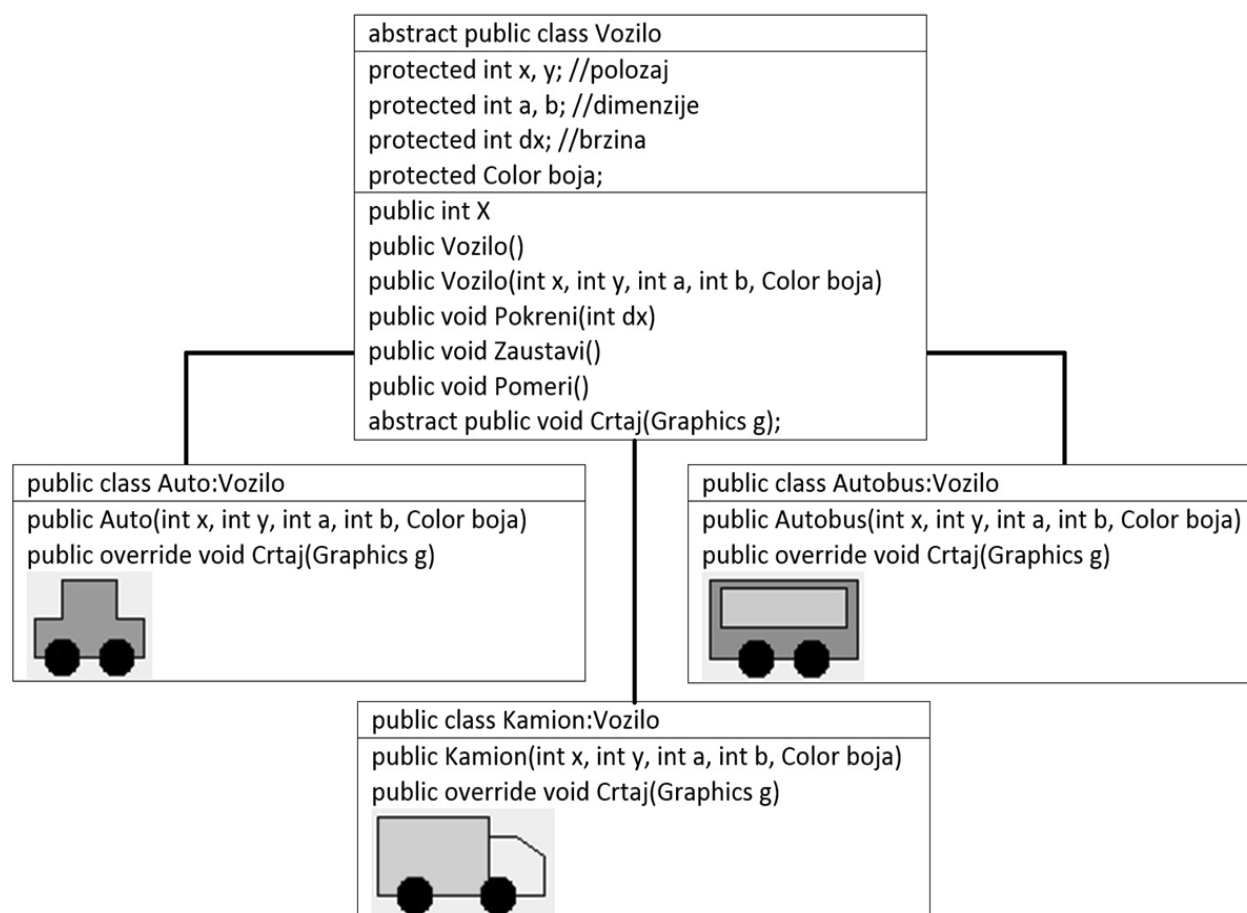 abstract public class Vozilo
protected int x, y; //polozaj
protected int a, b; //dimenzije
protected int dx; //brzina
protected Color boja;
public int X
public Vozilo()
public Vozilo(int x, int y, int a, int b, Color boja)
public void Pokreni(int dx)
public void Zaustavi()
public void Pomeri()
abstract public void Crtaj(Graphics g);
public class Auto:Vozilo
public Auto(int x, int y, int a, int b, Color boja)
public override void Crtaj(Graphics g)
public class Autobus:Vozilo
public Autobus(int x, int y, int a, int b, Color boja)
public override void Crtaj(Graphics g)
public class Kamion:Vozilo
public Kamion(int x, int y, int a, int b, Color boja)
public override void Crtaj(Graphics g)